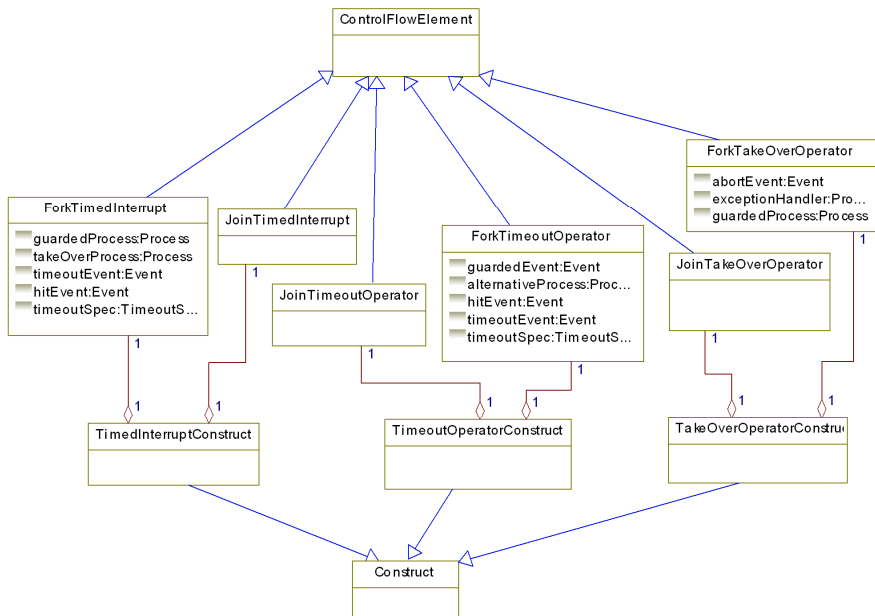 ControlFlowElement
ForkTakeOverOperator
abortEvent:Event
exceptionHandler:Pro...
guardedProcess:Process
ForkTimedInterrupt
guardedProcess:Process
takeOverProcess:Process
timeoutEvent:Event
hitEvent:Event
timeoutSpec:TimeoutS...
JoinTimedInterrupt
ForkTimeoutOperator
guardedEvent:Event
alternativeProcess:Proc...
hitEvent:Event
timeoutEvent:Event
timeoutSpec:TimeoutS...
JoinTakeOverOperator
JoinTimeoutOperator
1
1
1
1
1
1
1
1
1
1
1
1
TimedInterruptConstruct
TimeoutOperatorConstruct
TakeOverOperatorConstru
Construct